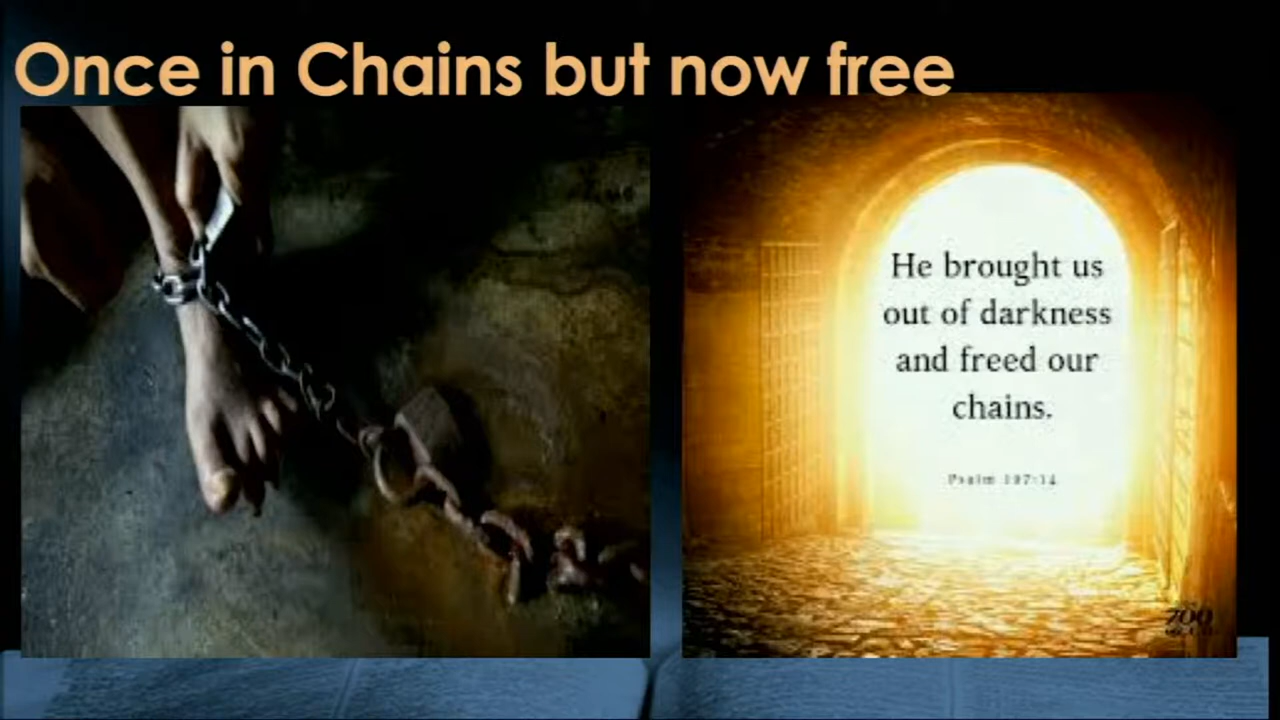 Once in Chains but now free
He brought us
out of darkness
and freed our
chains.
Psalm 107:14
700